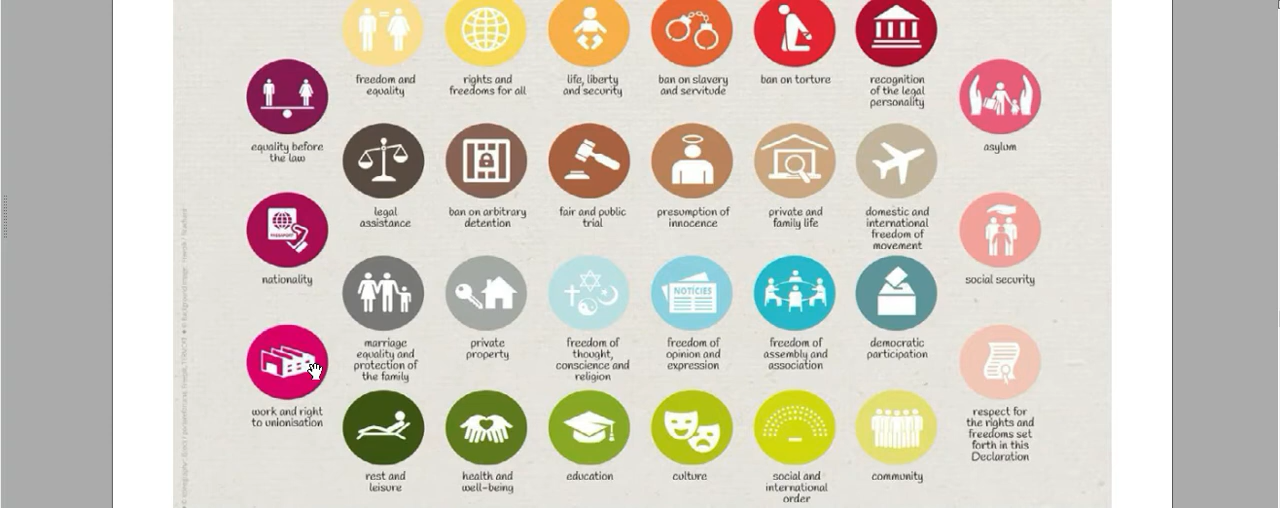 freedom and
equality
rights and
freedoms for all
life, liberty
and security
ban on slavery
and servitude
ban on torture
recognition
of the legal
personality
equality before
the law
asylum
legal
assistance
ban on arbitrary
detention
fair and public
trial
presumption of
innocence
private and
family life
domestic and
international
freedom of
movement
nationality
social security
PASSPORT
NOTÍCIES
marriage
equality and
protection of
the family
private
property
freedom of
thought,
conscience and
religion
freedom of
opinion and
expression
freedom of
assembly and
association
democratic
participation
work and right
to unionisation
respect for
the rights and
freedoms set
forth in this
Declaration
rest and
leisure
health and
well-being
education
culture
social and
international
order
community